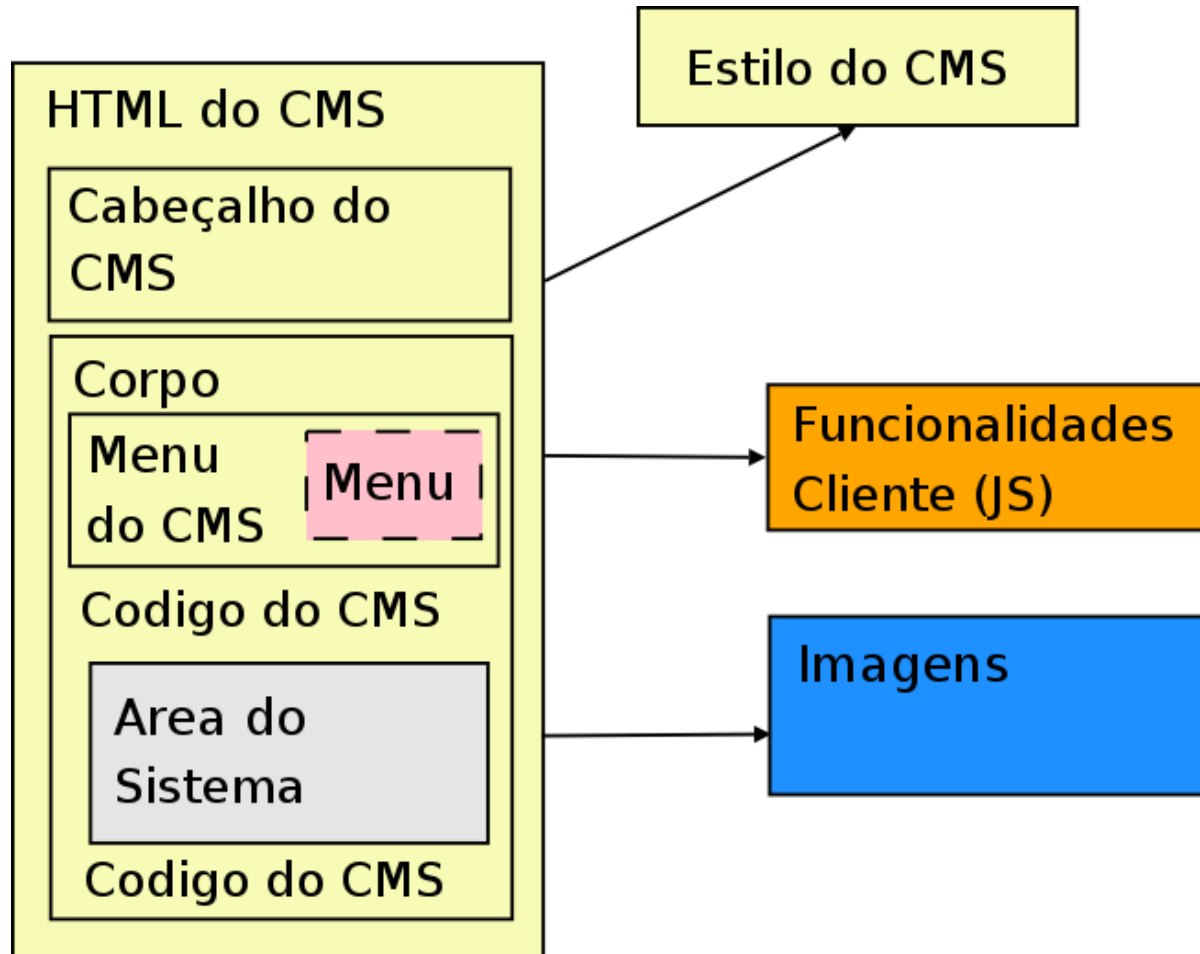 Estilo do CMS
HTML do CMS
Cabeçalho do
CMS
Corpo
Menu
do CMS
Menu
Codigo do CMS
Area do
Sistema
Codigo do CMS
Funcionalidades
Cliente (JS)
Imagens